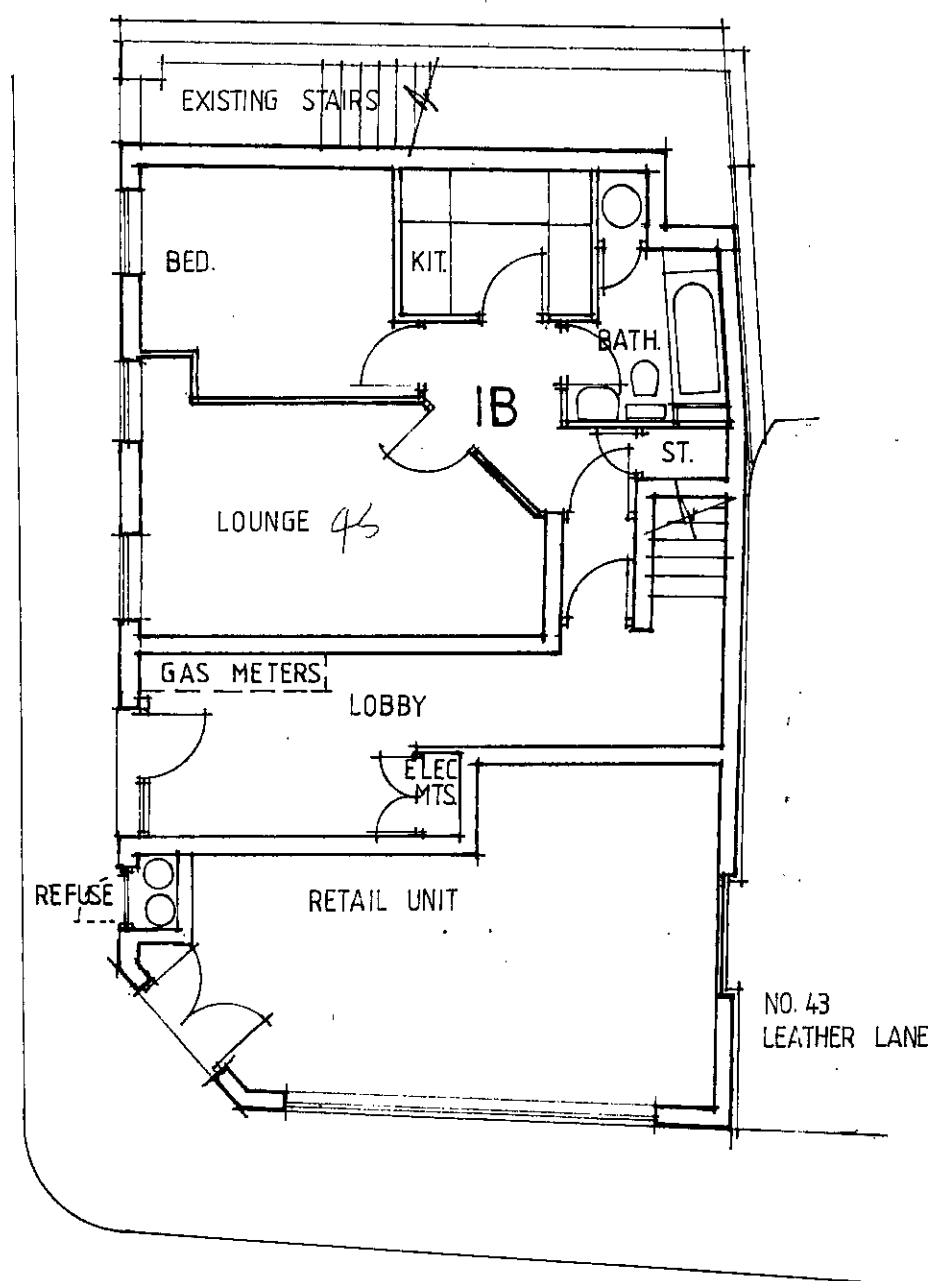 EXISTING STAIRS
BED.
KIT.
BATH.
1B
ST.
LOUNGE 45
GAS METERS
LOBBY
ELEC
MTS.
REFUSE
RETAIL UNIT
NO. 43
LEATHER LANE